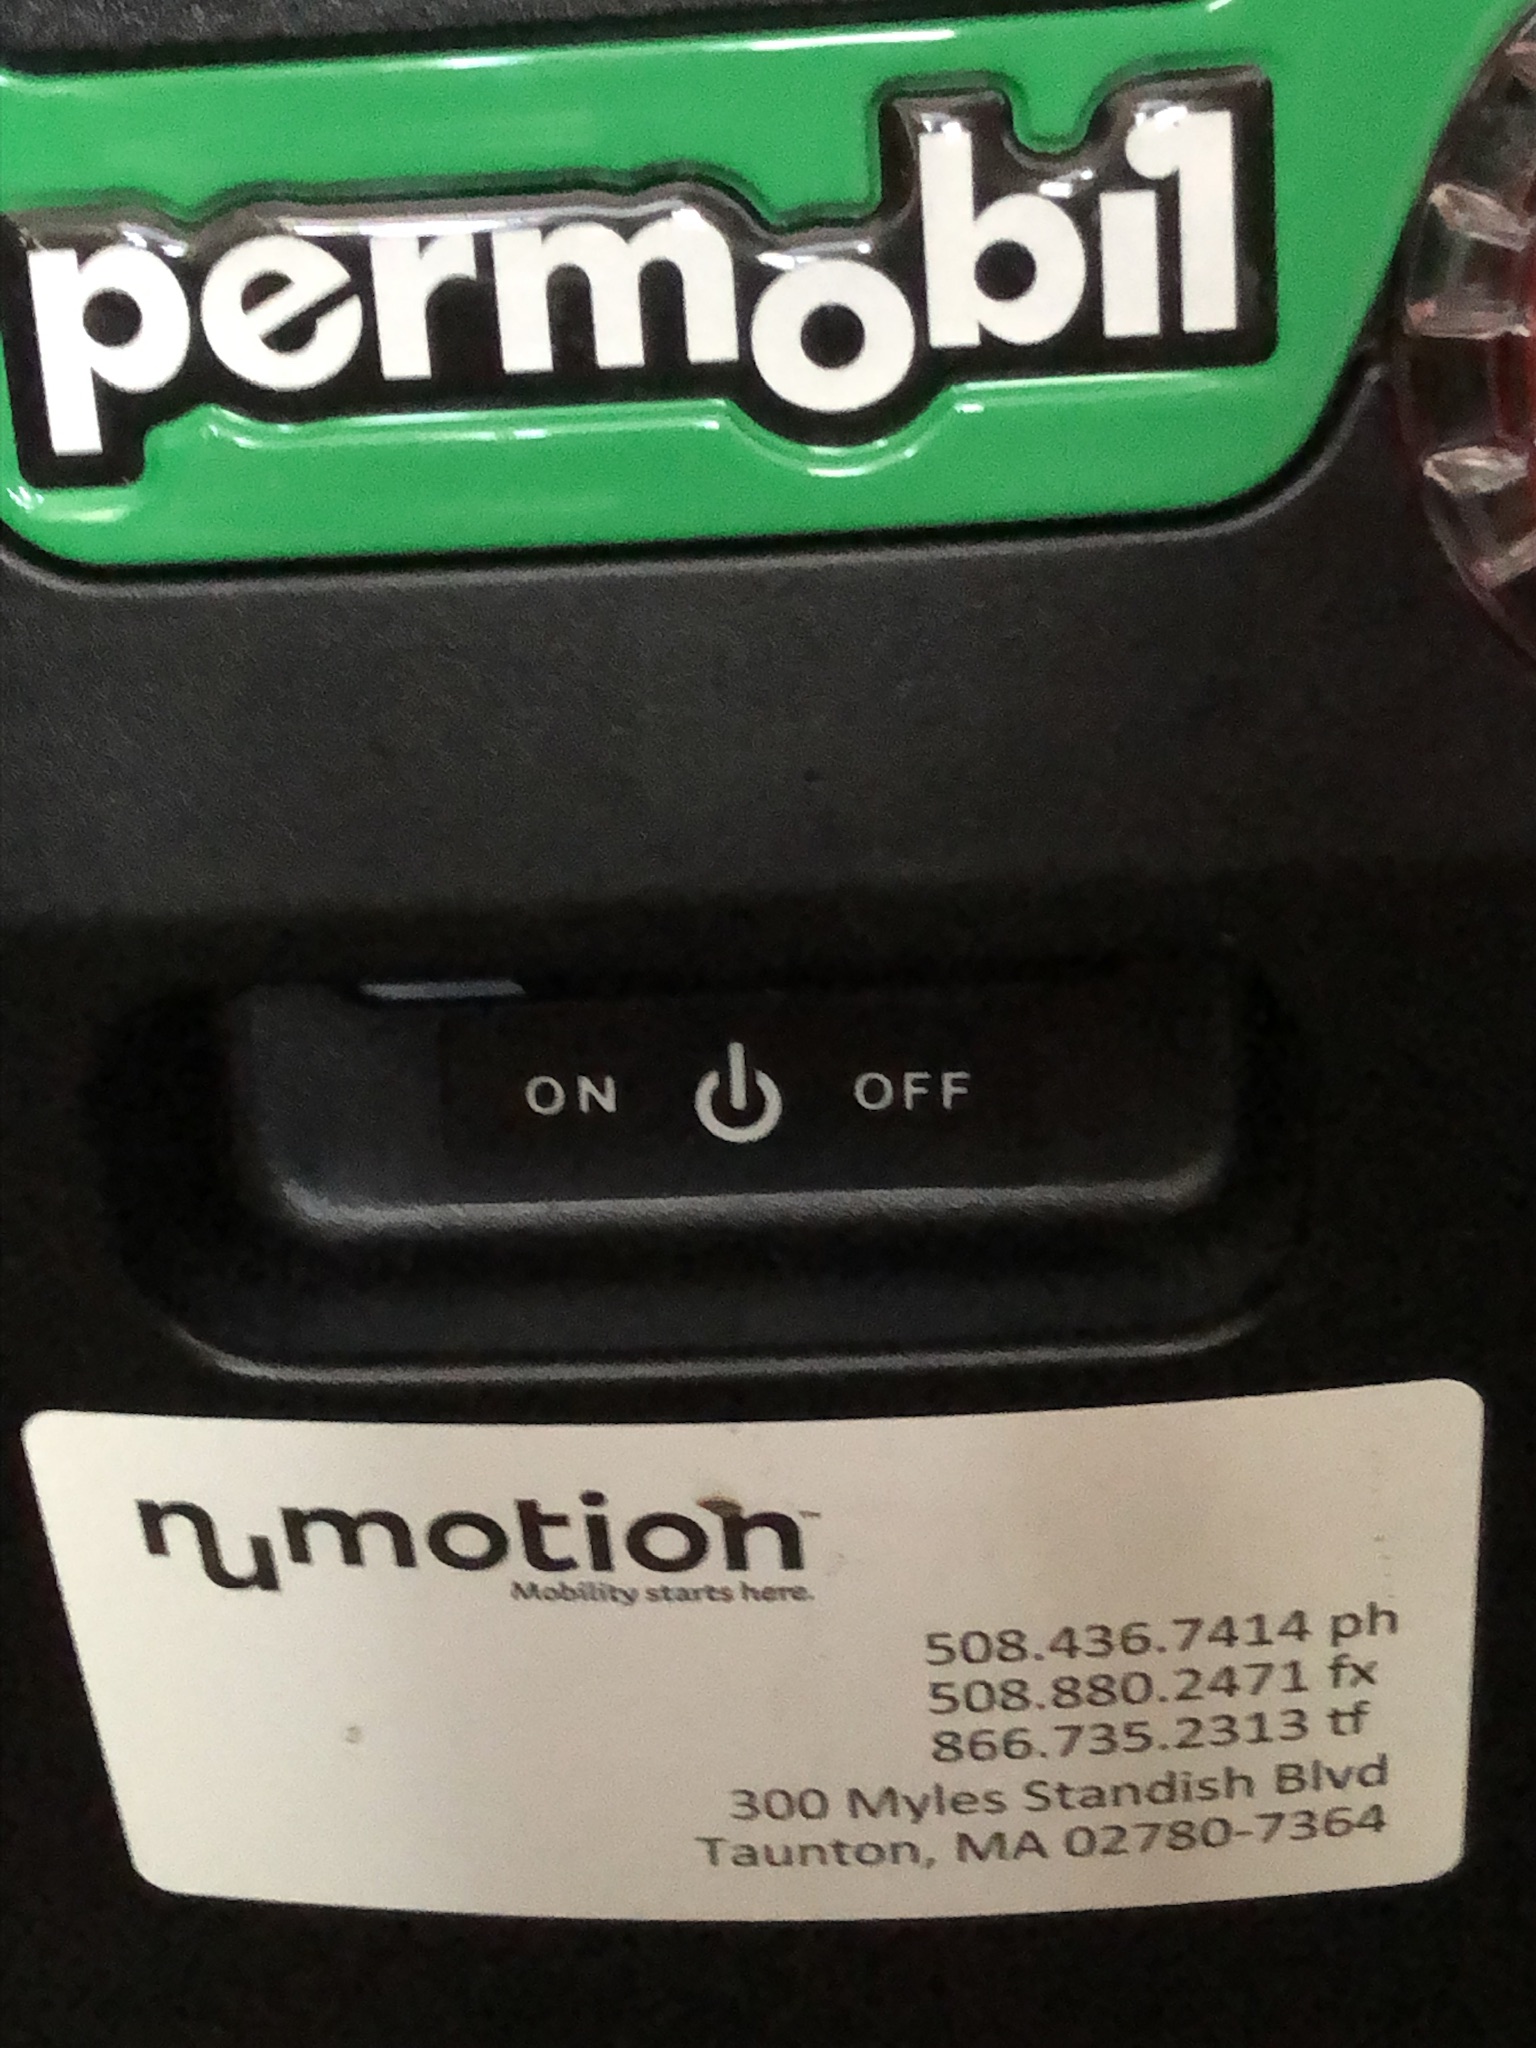 permobil
ON OFF
numotion™
Mobility starts here.
508.436.7414 ph
508.880.2471 fx
866.735.2313 tf
300 Myles Standish Blvd
Taunton, MA 02780-7364